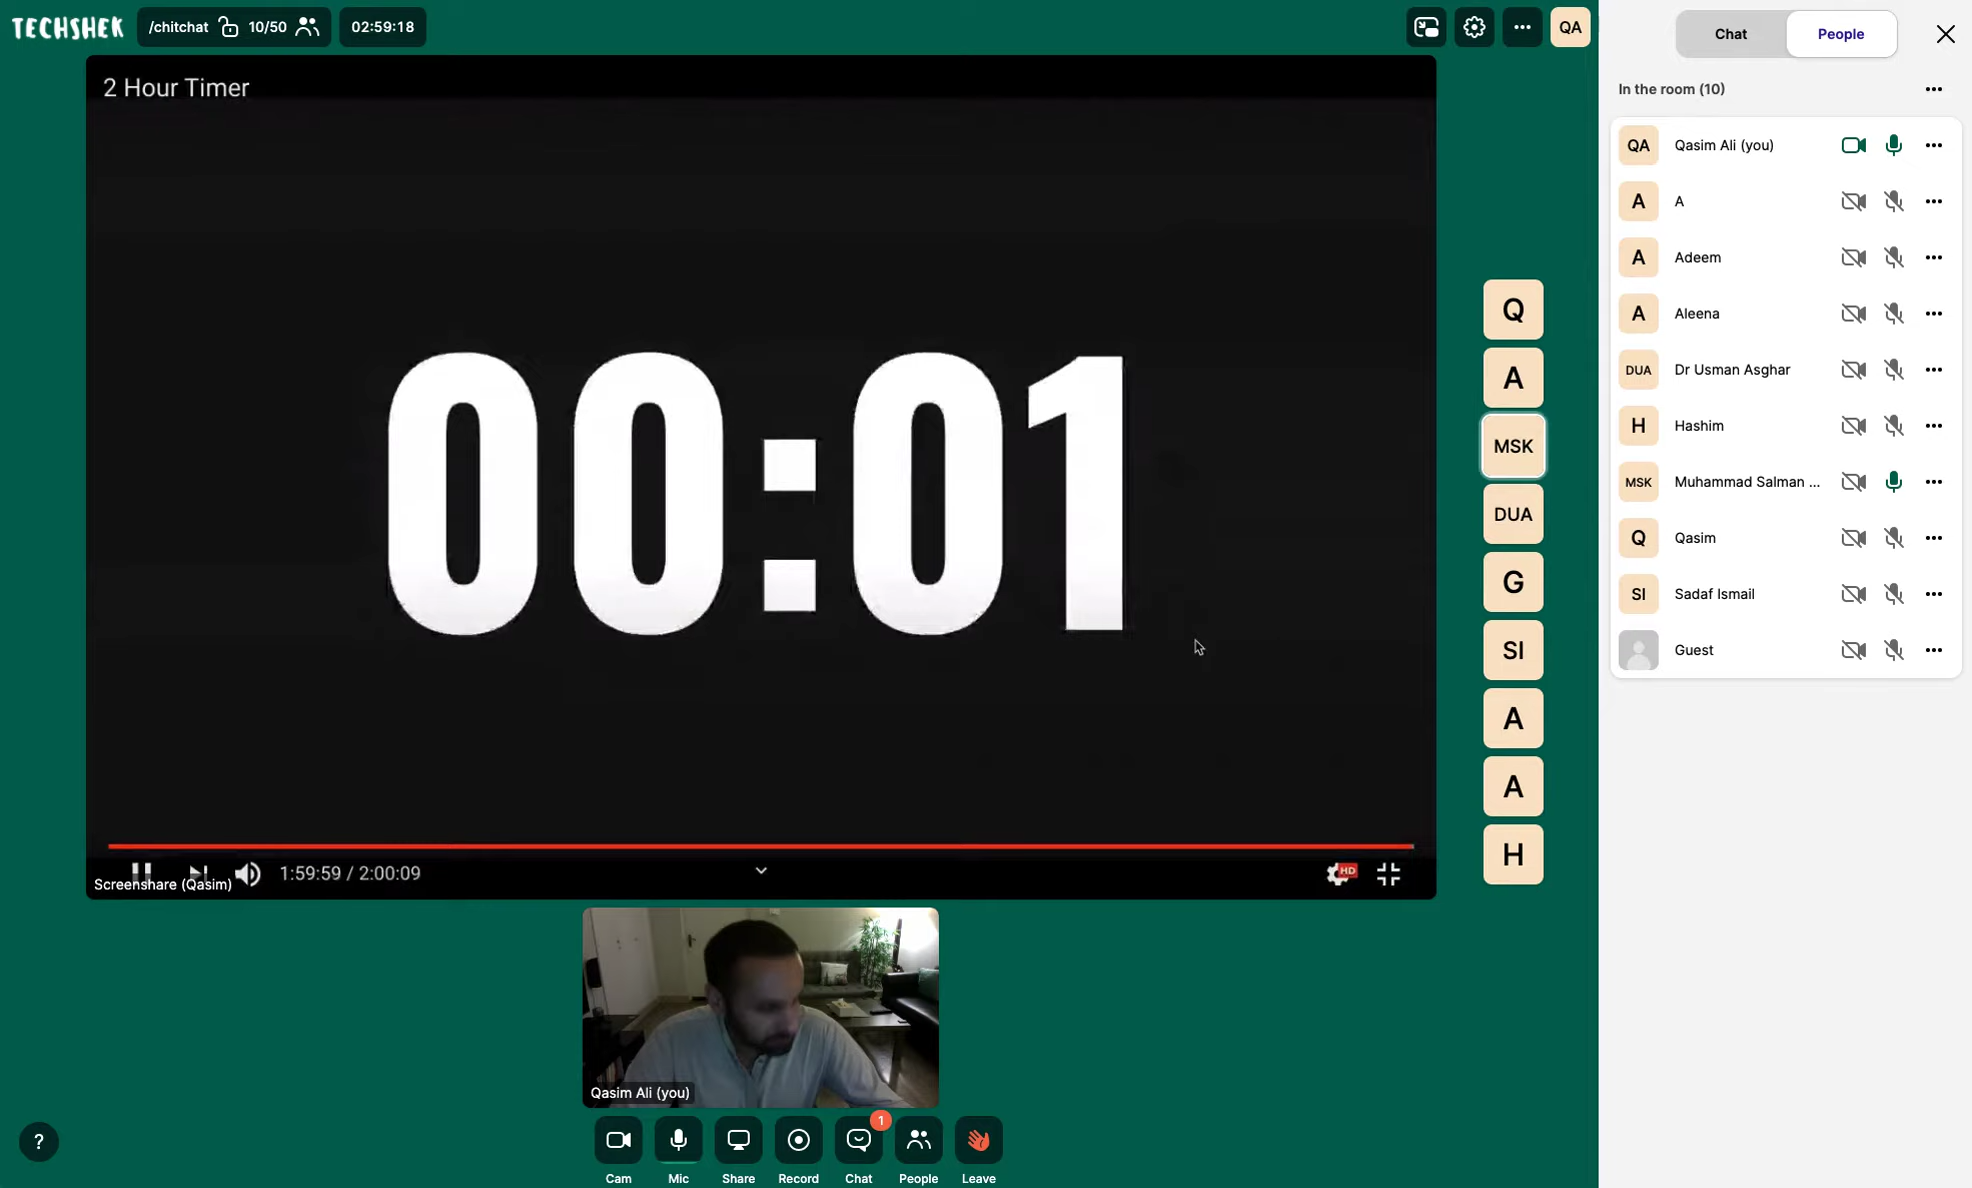 TECHSHEK
/chitchat 10/50
02:59:18
QA
2 Hour Timer
00:01
1:59:59 / 2:00:09
HD
Screenshare (Qasim)
Q
A
MSK
DUA
G
SI
A
A
H
Qasim Ali (you)
?
1
Cam Mic Share Record Chat People Leave
Chat People
In the room (10)
QA Qasim Ali (you)
A A
A Adeem
A Aleena
DUA Dr Usman Asghar
H Hashim
MSK Muhammad Salman ...
Q Qasim
SI Sadaf Ismail
Guest